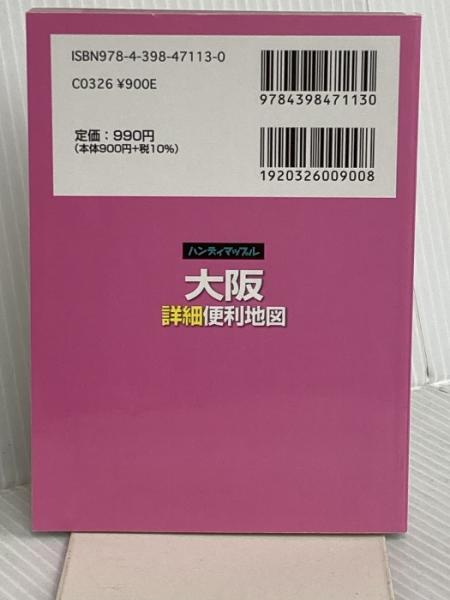 ISBN978-4-398-47113-0
C0326 ¥900E
定価：990円
（本体900円+税10%）
9784398471130
1920326009008
ハンディマップル
大阪
詳細便利地図